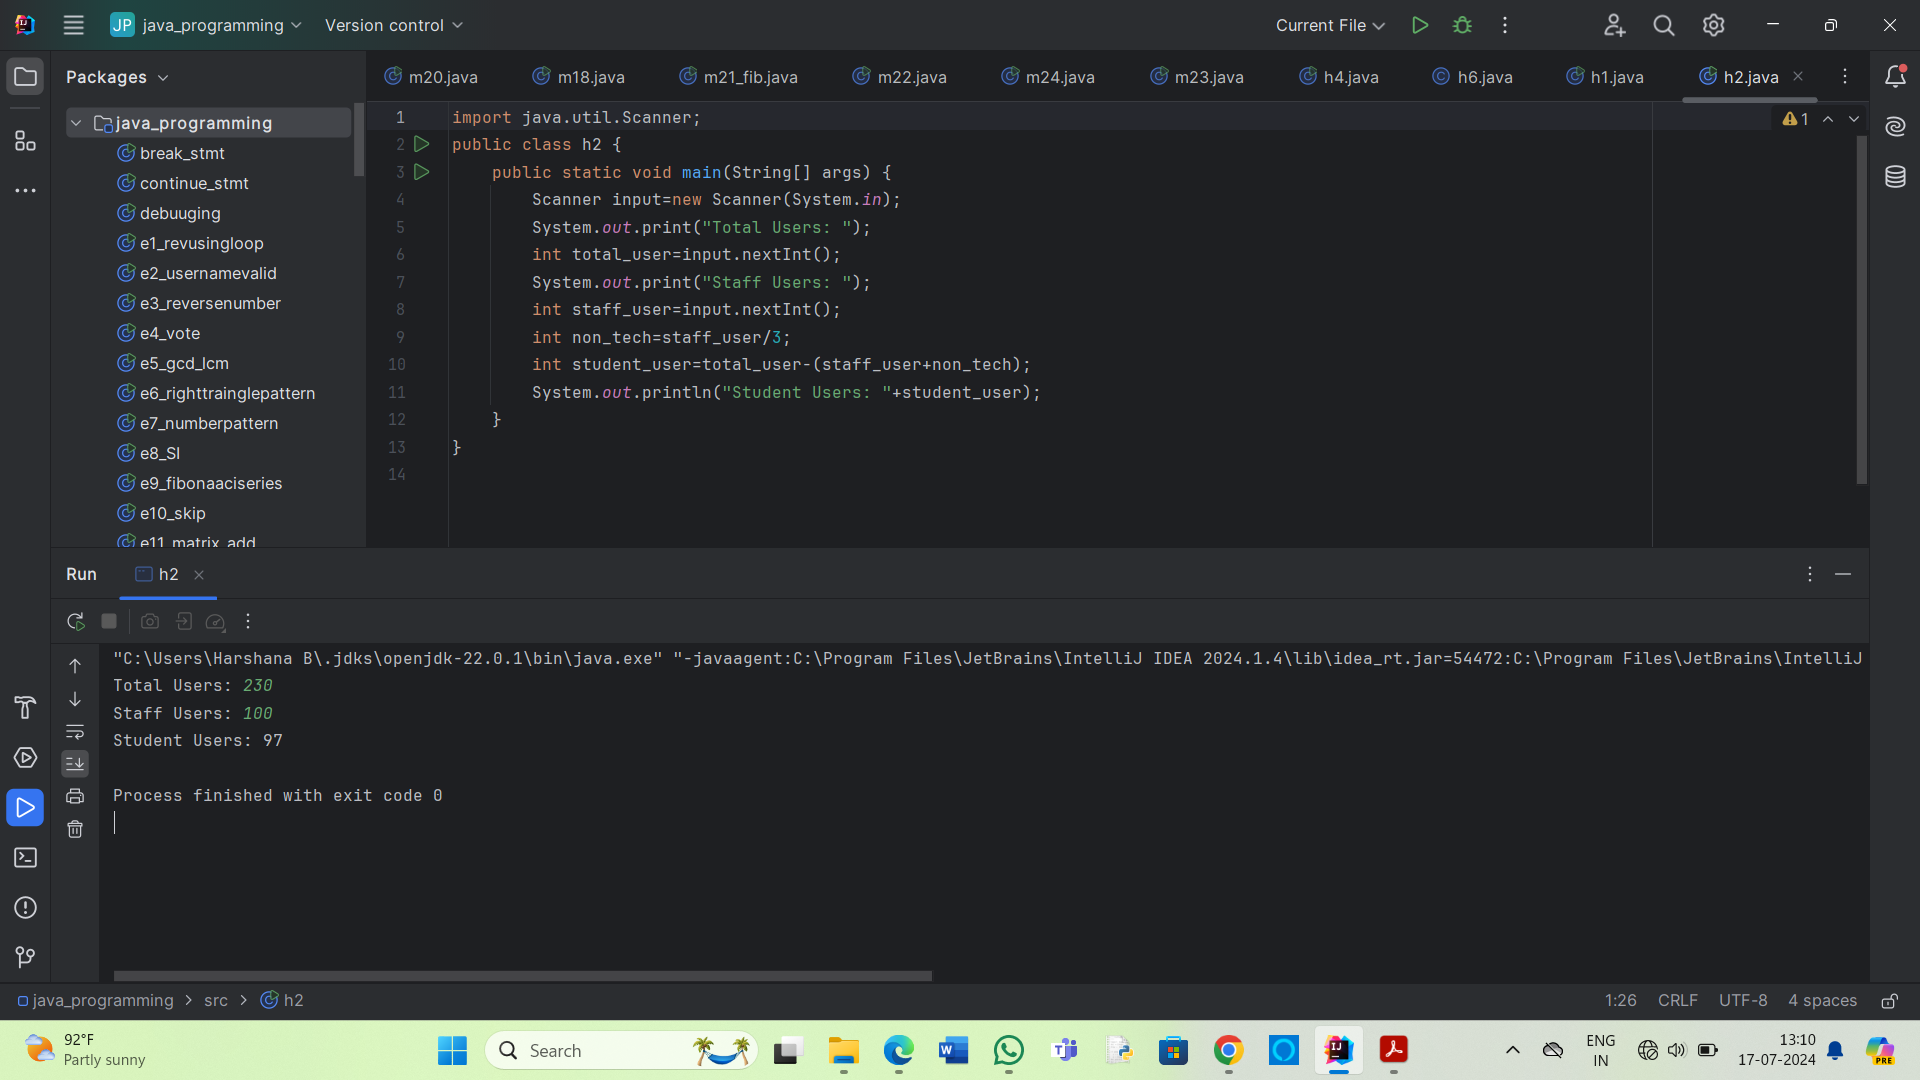 JP java_programming Version control Current File
Packages
m20.java m18.java m21_fib.java m22.java m24.java m23.java h4.java h6.java h1.java h2.java
java_programming
break_stmt
continue_stmt
debuuging
e1_revusingloop
e2_usernamevalid
e3_reversenumber
e4_vote
e5_gcd_lcm
e6_righttrainglepattern
e7_numberpattern
e8_SI
e9_fibonaaciseries
e10_skip
e11_matrix_add
1 import java.util.Scanner;
2 public class h2 {
3 public static void main(String[] args) {
4 Scanner input=new Scanner(System.in);
5 System.out.print("Total Users: ");
6 int total_user=input.nextInt();
7 System.out.print("Staff Users: ");
8 int staff_user=input.nextInt();
9 int non_tech=staff_user/3;
10 int student_user=total_user-(staff_user+non_tech);
11 System.out.println("Student Users: "+student_user);
12 }
13 }
14
1
Run h2
"C:\Users\Harshana B\.jdks\openjdk-22.0.1\bin\java.exe" "-javaagent:C:\Program Files\JetBrains\IntelliJ IDEA 2024.1.4\lib\idea_rt.jar=54472:C:\Program Files\JetBrains\IntelliJ
Total Users: 230
Staff Users: 100
Student Users: 97
Process finished with exit code 0
java_programming > src > h2 1:26 CRLF UTF-8 4 spaces
92°F
Partly sunny
Search
ENG
IN
13:10
17-07-2024
PRE